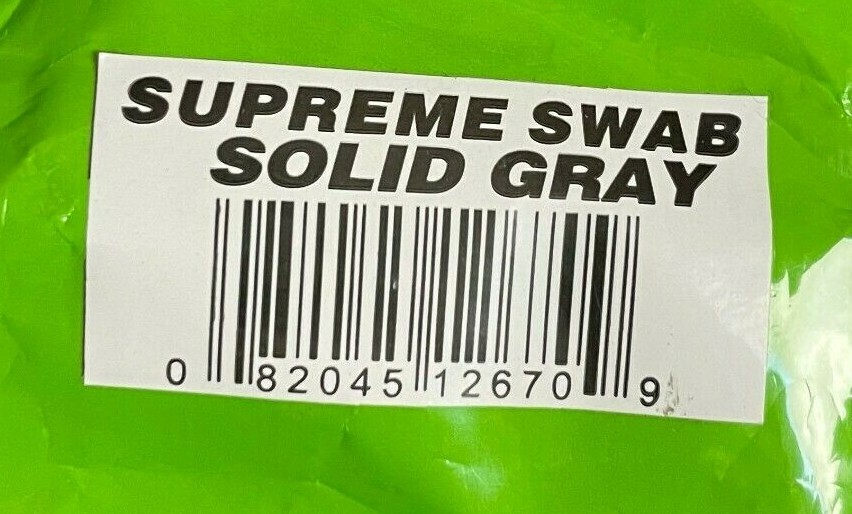 SUPREME SWAB
SOLID GRAY
0 82045 12670 9